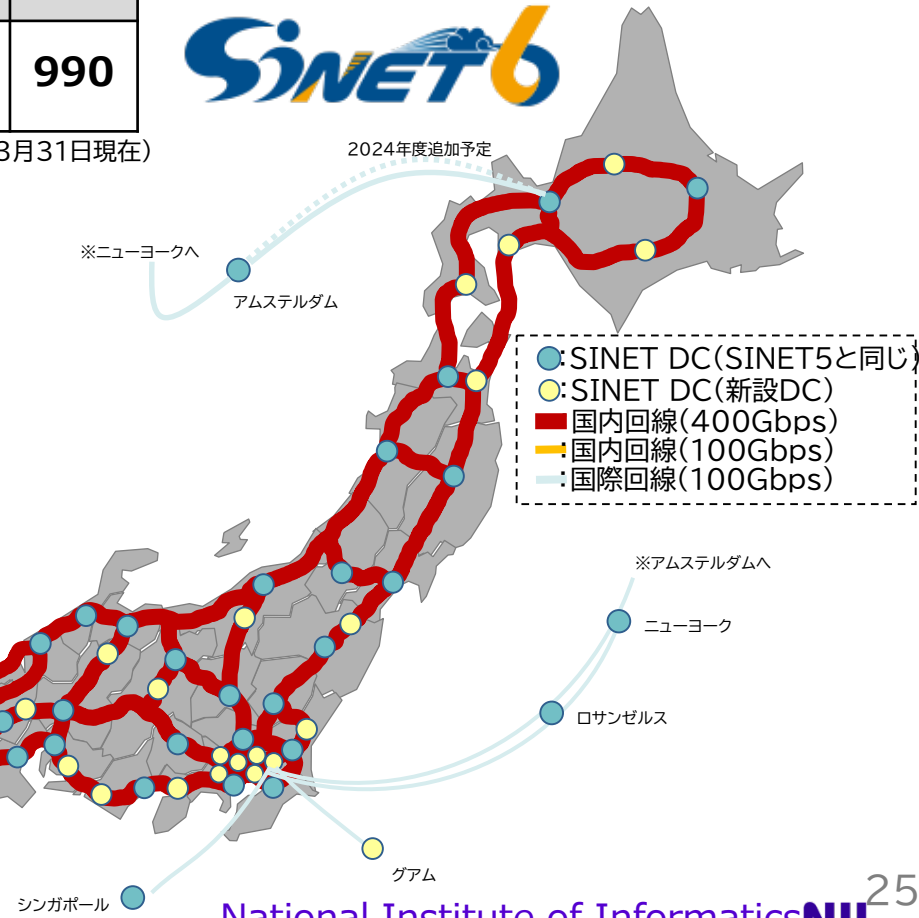 990
SINET6
3月31日現在）
2024年度追加予定
※ニューヨークへ
アムステルダム
:SINET DC（SINET5と同じ）
:SINET DC（新設DC）
国内回線（400Gbps）
:国内回線（100Gbps）
:国際回線（100Gbps）
※アムステルダムへ
ニューヨーク
ロサンゼルス
グアム
シンガポール
National Institute of Informatics NII
25